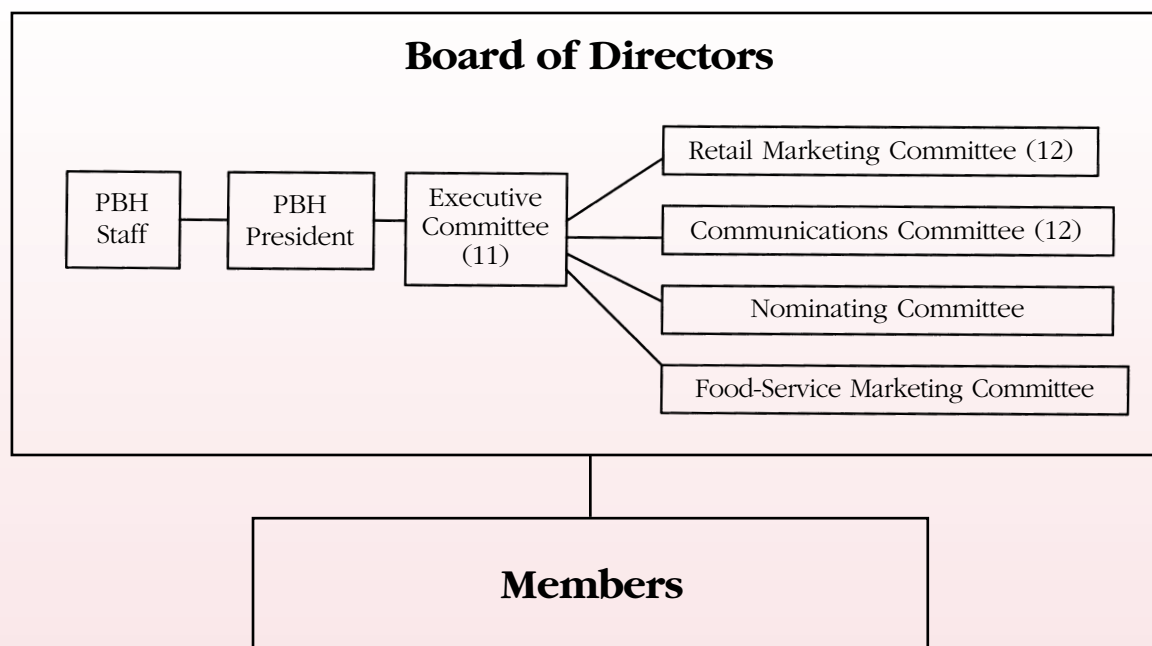 Board of Directors
PBH
Staff
PBH
President
Executive
Committee
(11)
Retail Marketing Committee (12)
Communications Committee (12)
Nominating Committee
Food-Service Marketing Committee
Members